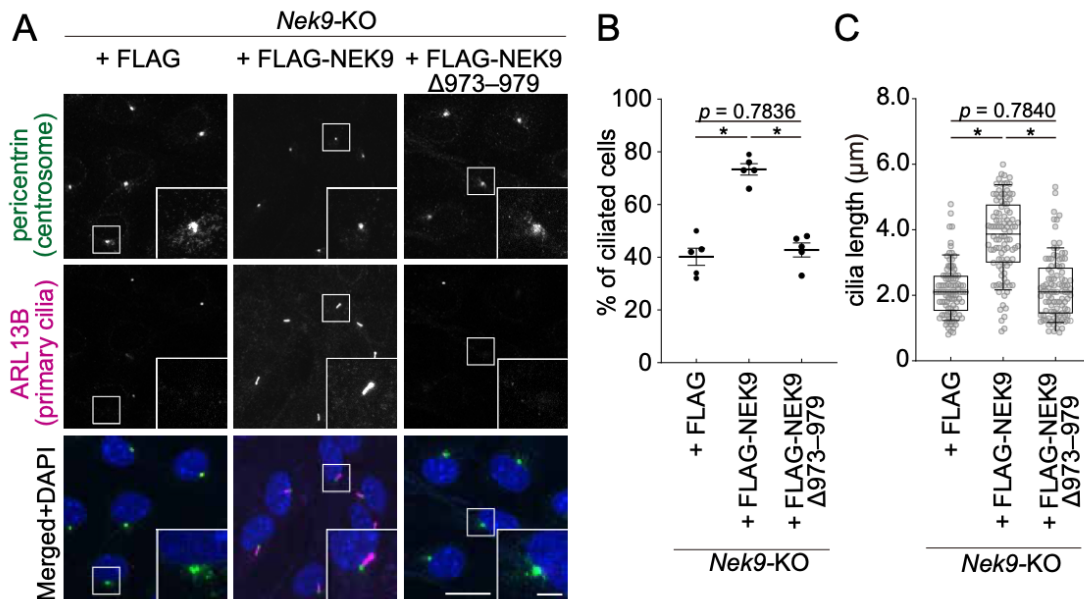 A
Nek9-KO
+ FLAG
+ FLAG-NEK9
+ FLAG-NEK9
Δ973–979
pericentrin
(centrosome)
ARL13B
(primary cilia)
Merged+DAPI
B
% of ciliated cells
100
80
60
40
20
0
p = 0.7836
*
*
+ FLAG
+ FLAG-NEK9
+ FLAG-NEK9
Δ973–979
Nek9-KO
C
cilia length (μm)
8.0
6.0
4.0
2.0
0
p = 0.7840
*
*
+ FLAG
+ FLAG-NEK9
+ FLAG-NEK9
Δ973–979
Nek9-KO